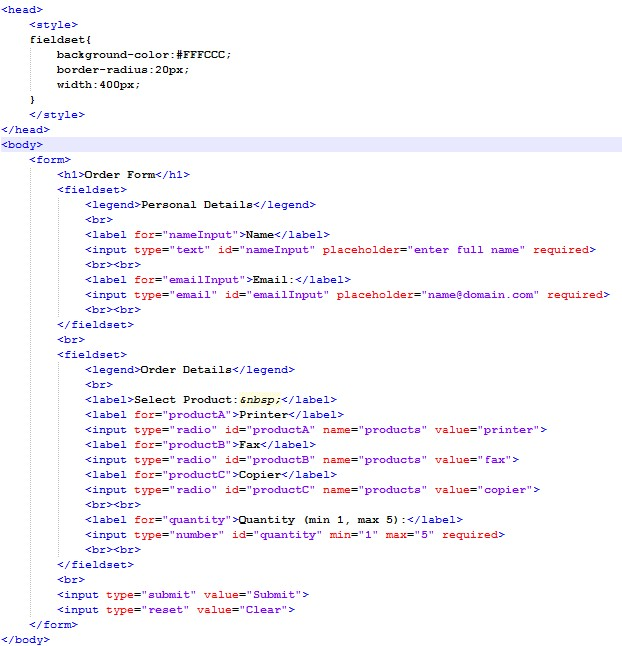 <head>
    <style>
    fieldset{
        background-color:#FFFCCC;
        border-radius:20px;
        width:400px;
    }
    </style>
</head>
<body>
    <form>
        <h1>Order Form</h1>
        <fieldset>
            <legend>Personal Details</legend>
            <br>
            <label for="nameInput">Name</label>
            <input type="text" id="nameInput" placeholder="enter full name" required>
            <br><br>
            <label for="emailInput">Email:</label>
            <input type="email" id="emailInput" placeholder="name@domain.com" required>
            <br><br>
        </fieldset>
        <br>
        <fieldset>
            <legend>Order Details</legend>
            <br>
            <label>Select Product:&nbsp;</label>
            <label for="productA">Printer</label>
            <input type="radio" id="productA" name="products" value="printer">
            <label for="productB">Fax</label>
            <input type="radio" id="productB" name="products" value="fax">
            <label for="productC">Copier</label>
            <input type="radio" id="productC" name="products" value="copier">
            <br><br>
            <label for="quantity">Quantity (min 1, max 5):</label>
            <input type="number" id="quantity" min="1" max="5" required>
            <br><br>
        </fieldset>
        <br>
        <input type="submit" value="Submit">
        <input type="reset" value="Clear">
    </form>
</body>